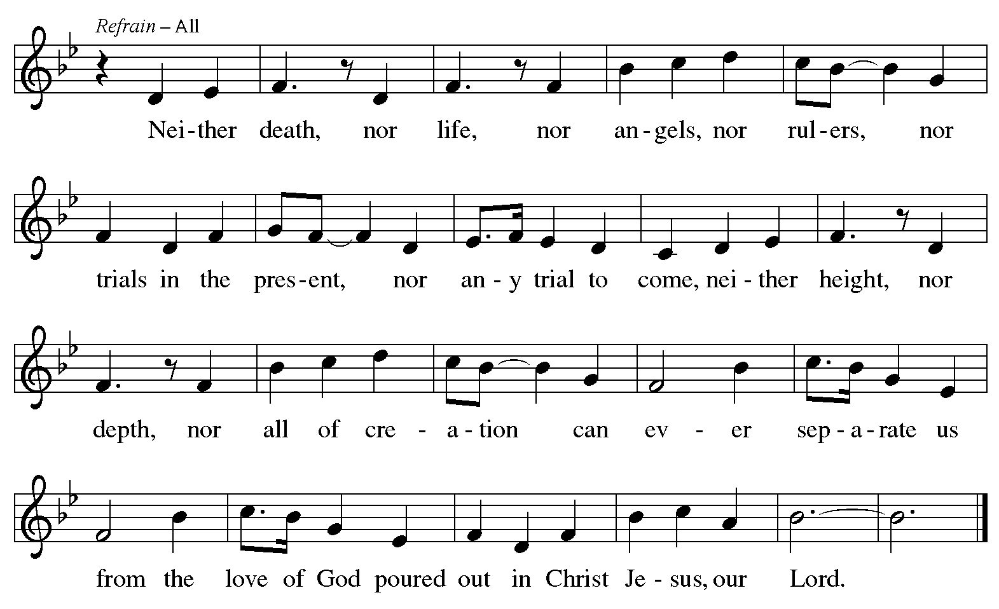 Refrain – All
Nei-ther death, nor life, nor an-gels, nor rul-ers, nor
trials in the pres-ent, nor an-y trial to come, nei-ther height, nor
depth, nor all of cre-a-tion can ev-er sep-a-rate us
from the love of God poured out in Christ Je-sus, our Lord.